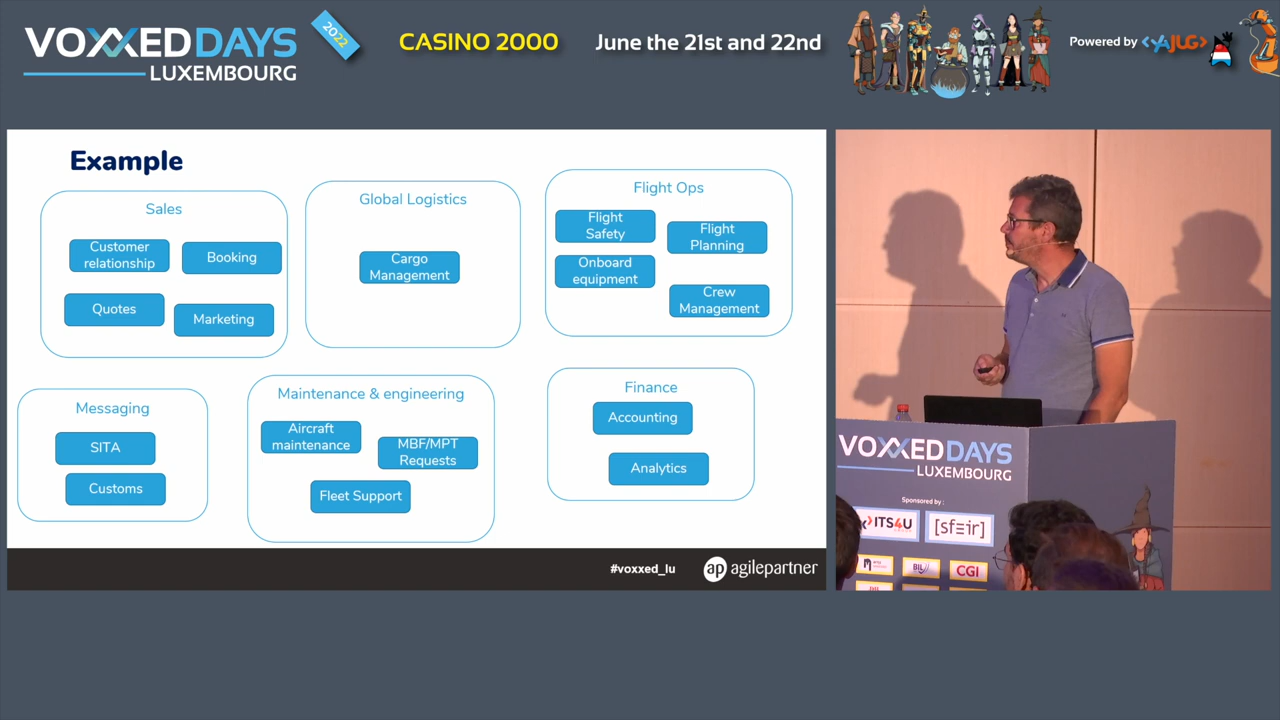 VOXXED DAYS
LUXEMBOURG
2022
CASINO 2000
June the 21st and 22nd
Powered by <YAJUG>
Example
Sales
Customer
relationship
Booking
Quotes
Marketing
Global Logistics
Cargo
Management
Flight Ops
Flight
Safety
Flight
Planning
Onboard
equipment
Crew
Management
Messaging
SITA
Customs
Maintenance & engineering
Aircraft
maintenance
MBF/MPT
Requests
Fleet Support
Finance
Accounting
Analytics
#voxxed_lu
ap agilepartner
VOXXED DAYS
LUXEMBOURG
Sponsored by :
ITS4U
[sfeir]
BIL
CGI